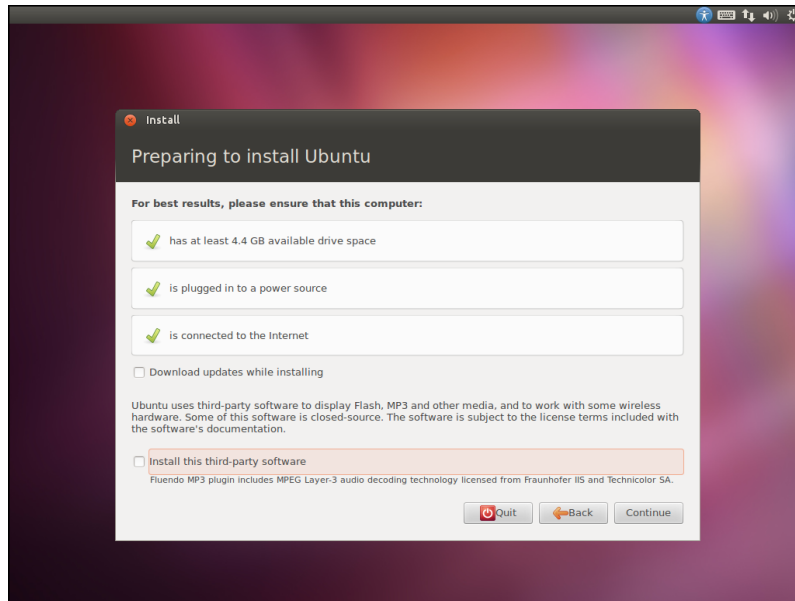 Install
Preparing to install Ubuntu
For best results, please ensure that this computer:
has at least 4.4 GB available drive space
is plugged in to a power source
is connected to the Internet
Download updates while installing
Ubuntu uses third-party software to display Flash, MP3 and other media, and to work with some wireless
hardware. Some of this software is closed-source. The software is subject to the license terms included with
the software's documentation.
Install this third-party software
Fluendo MP3 plugin includes MPEG Layer-3 audio decoding technology licensed from Fraunhofer IIS and Technicolor SA.
Quit Back Continue